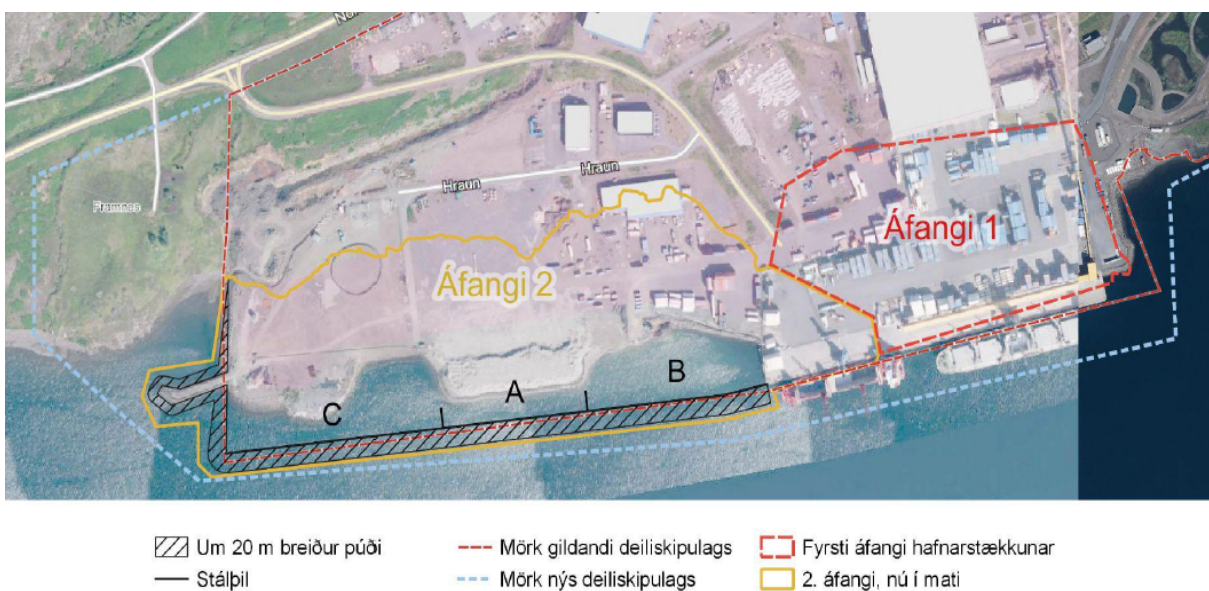 No
Hraun
Hraun
Framnes
Áfangi 1
Áfangi 2
B
A
C
Um 20 m breiður púði
Mörk gildandi deiliskipulags
Fyrsti áfangi hafnarstækkunar
Stálþil
Mörk nýs deiliskipulags
2. áfangi, nú í mati